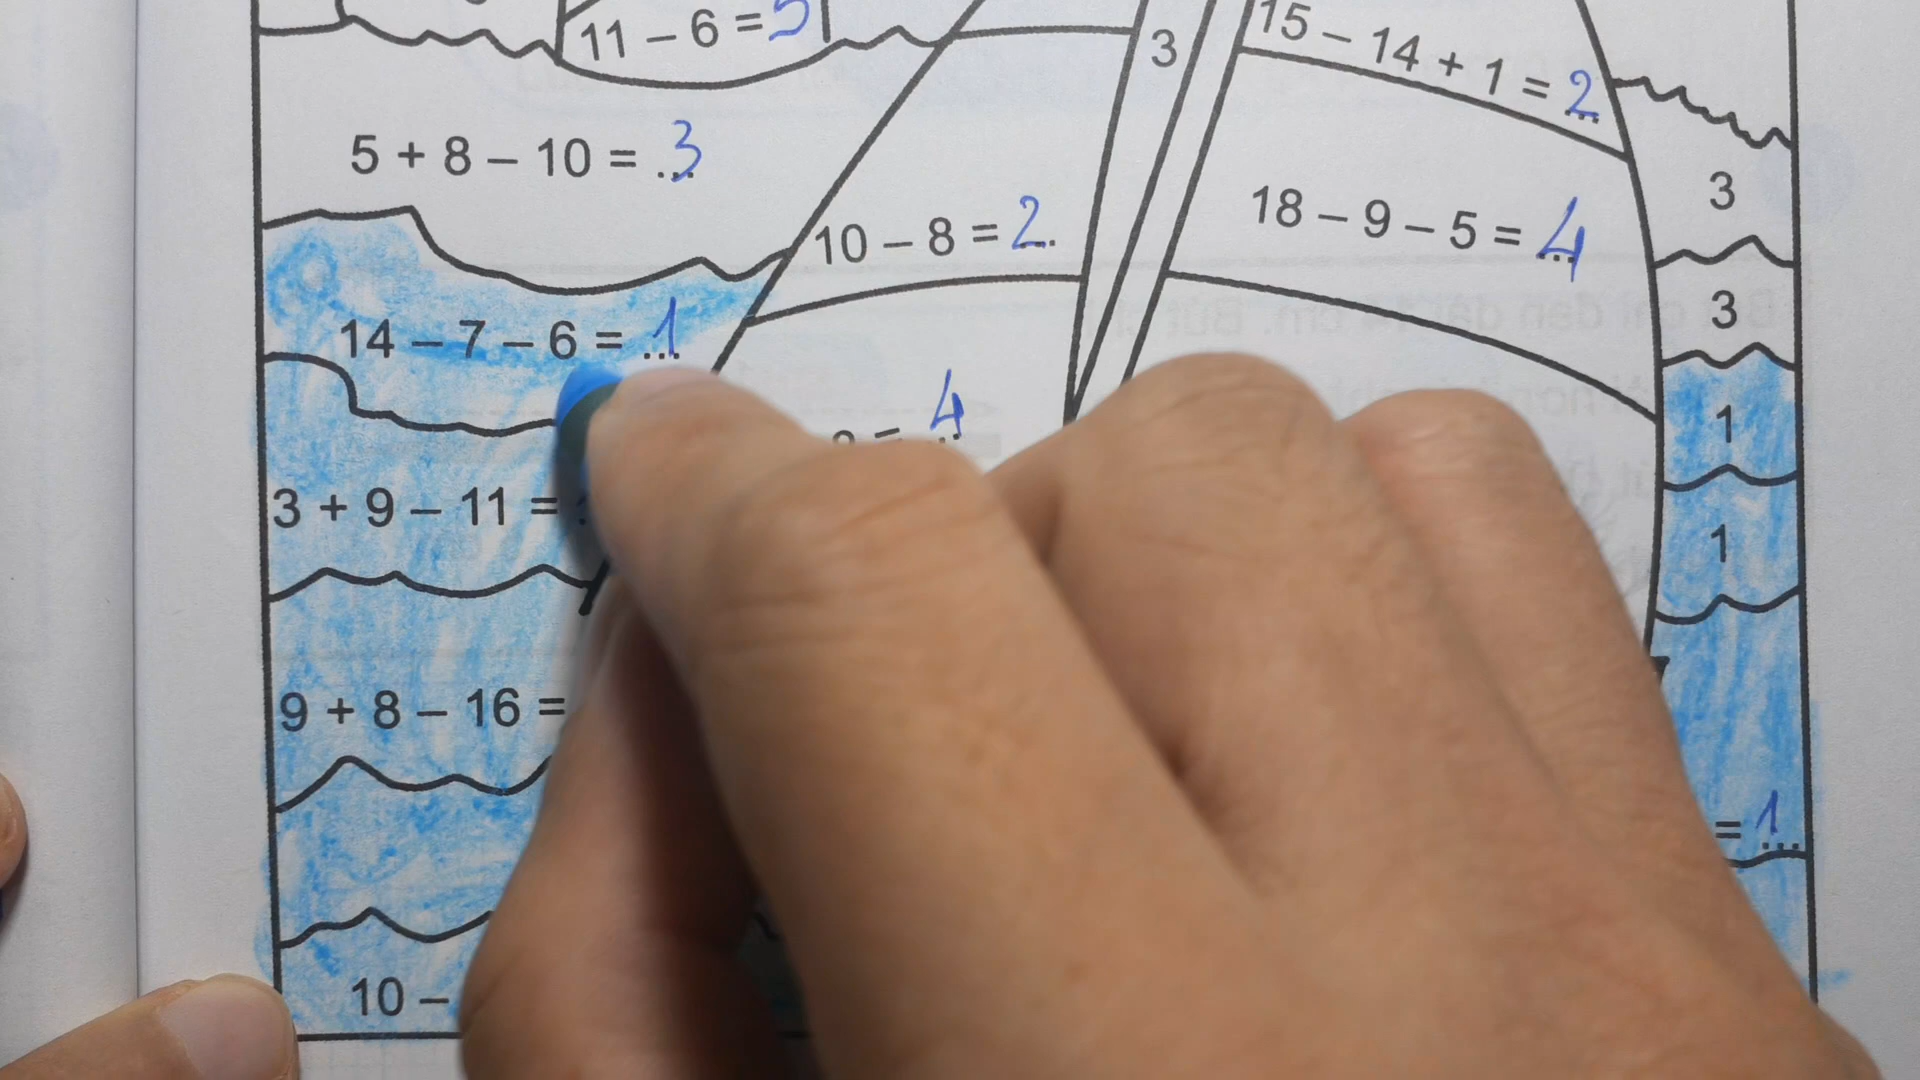 11 – 6 = 5
3
15 – 14 + 1 = 2
5 + 8 – 10 = 3
10 – 8 = 2
18 – 9 – 5 = 4
3
14 – 7 – 6 = 1
3
= 4
1
3 + 9 – 11 =
1
9 + 8 – 16 =
= 1
10 –